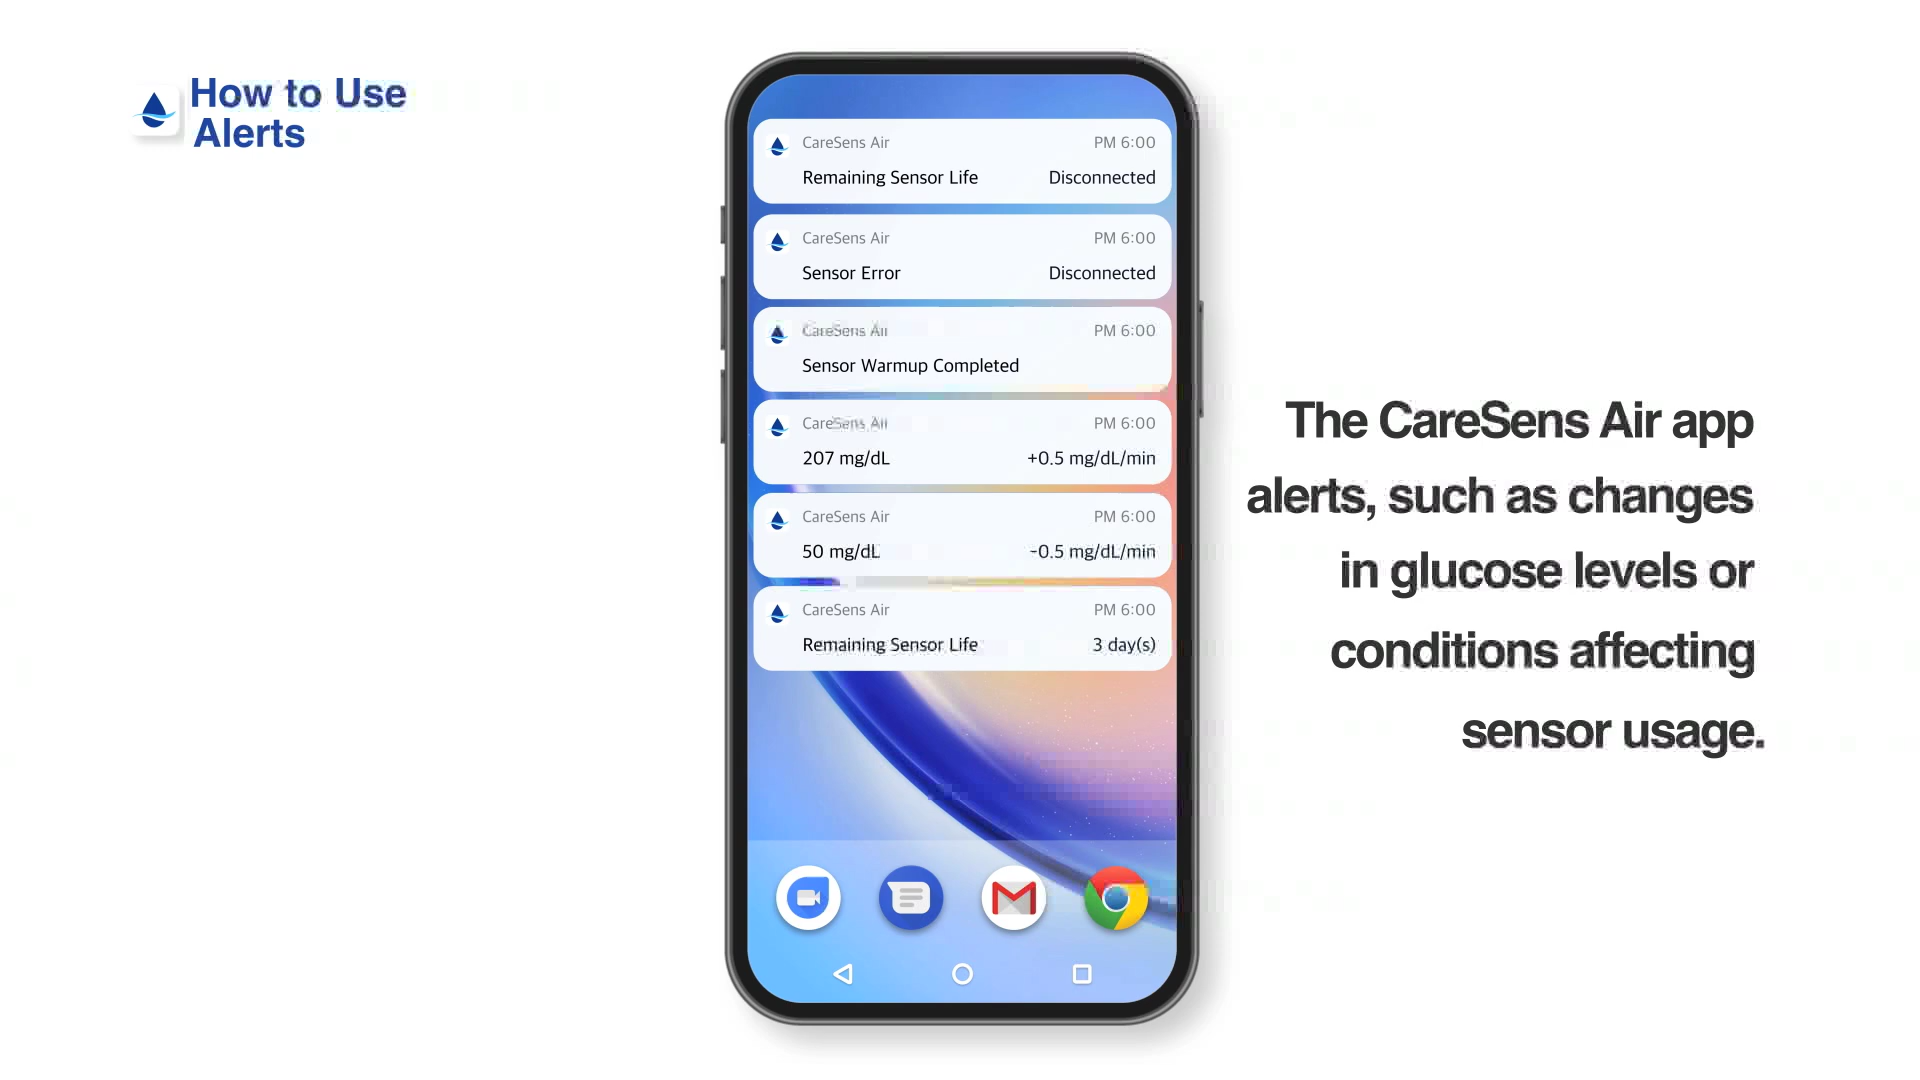 How to Use
Alerts
CareSens Air PM 6:00
Remaining Sensor Life Disconnected
CareSens Air PM 6:00
Sensor Error Disconnected
CareSens Air PM 6:00
Sensor Warmup Completed
CareSens Air PM 6:00
207 mg/dL +0.5 mg/dL/min
CareSens Air PM 6:00
50 mg/dL -0.5 mg/dL/min
CareSens Air PM 6:00
Remaining Sensor Life 3 day(s)
The CareSens Air app
alerts, such as changes
in glucose levels or
conditions affecting
sensor usage.